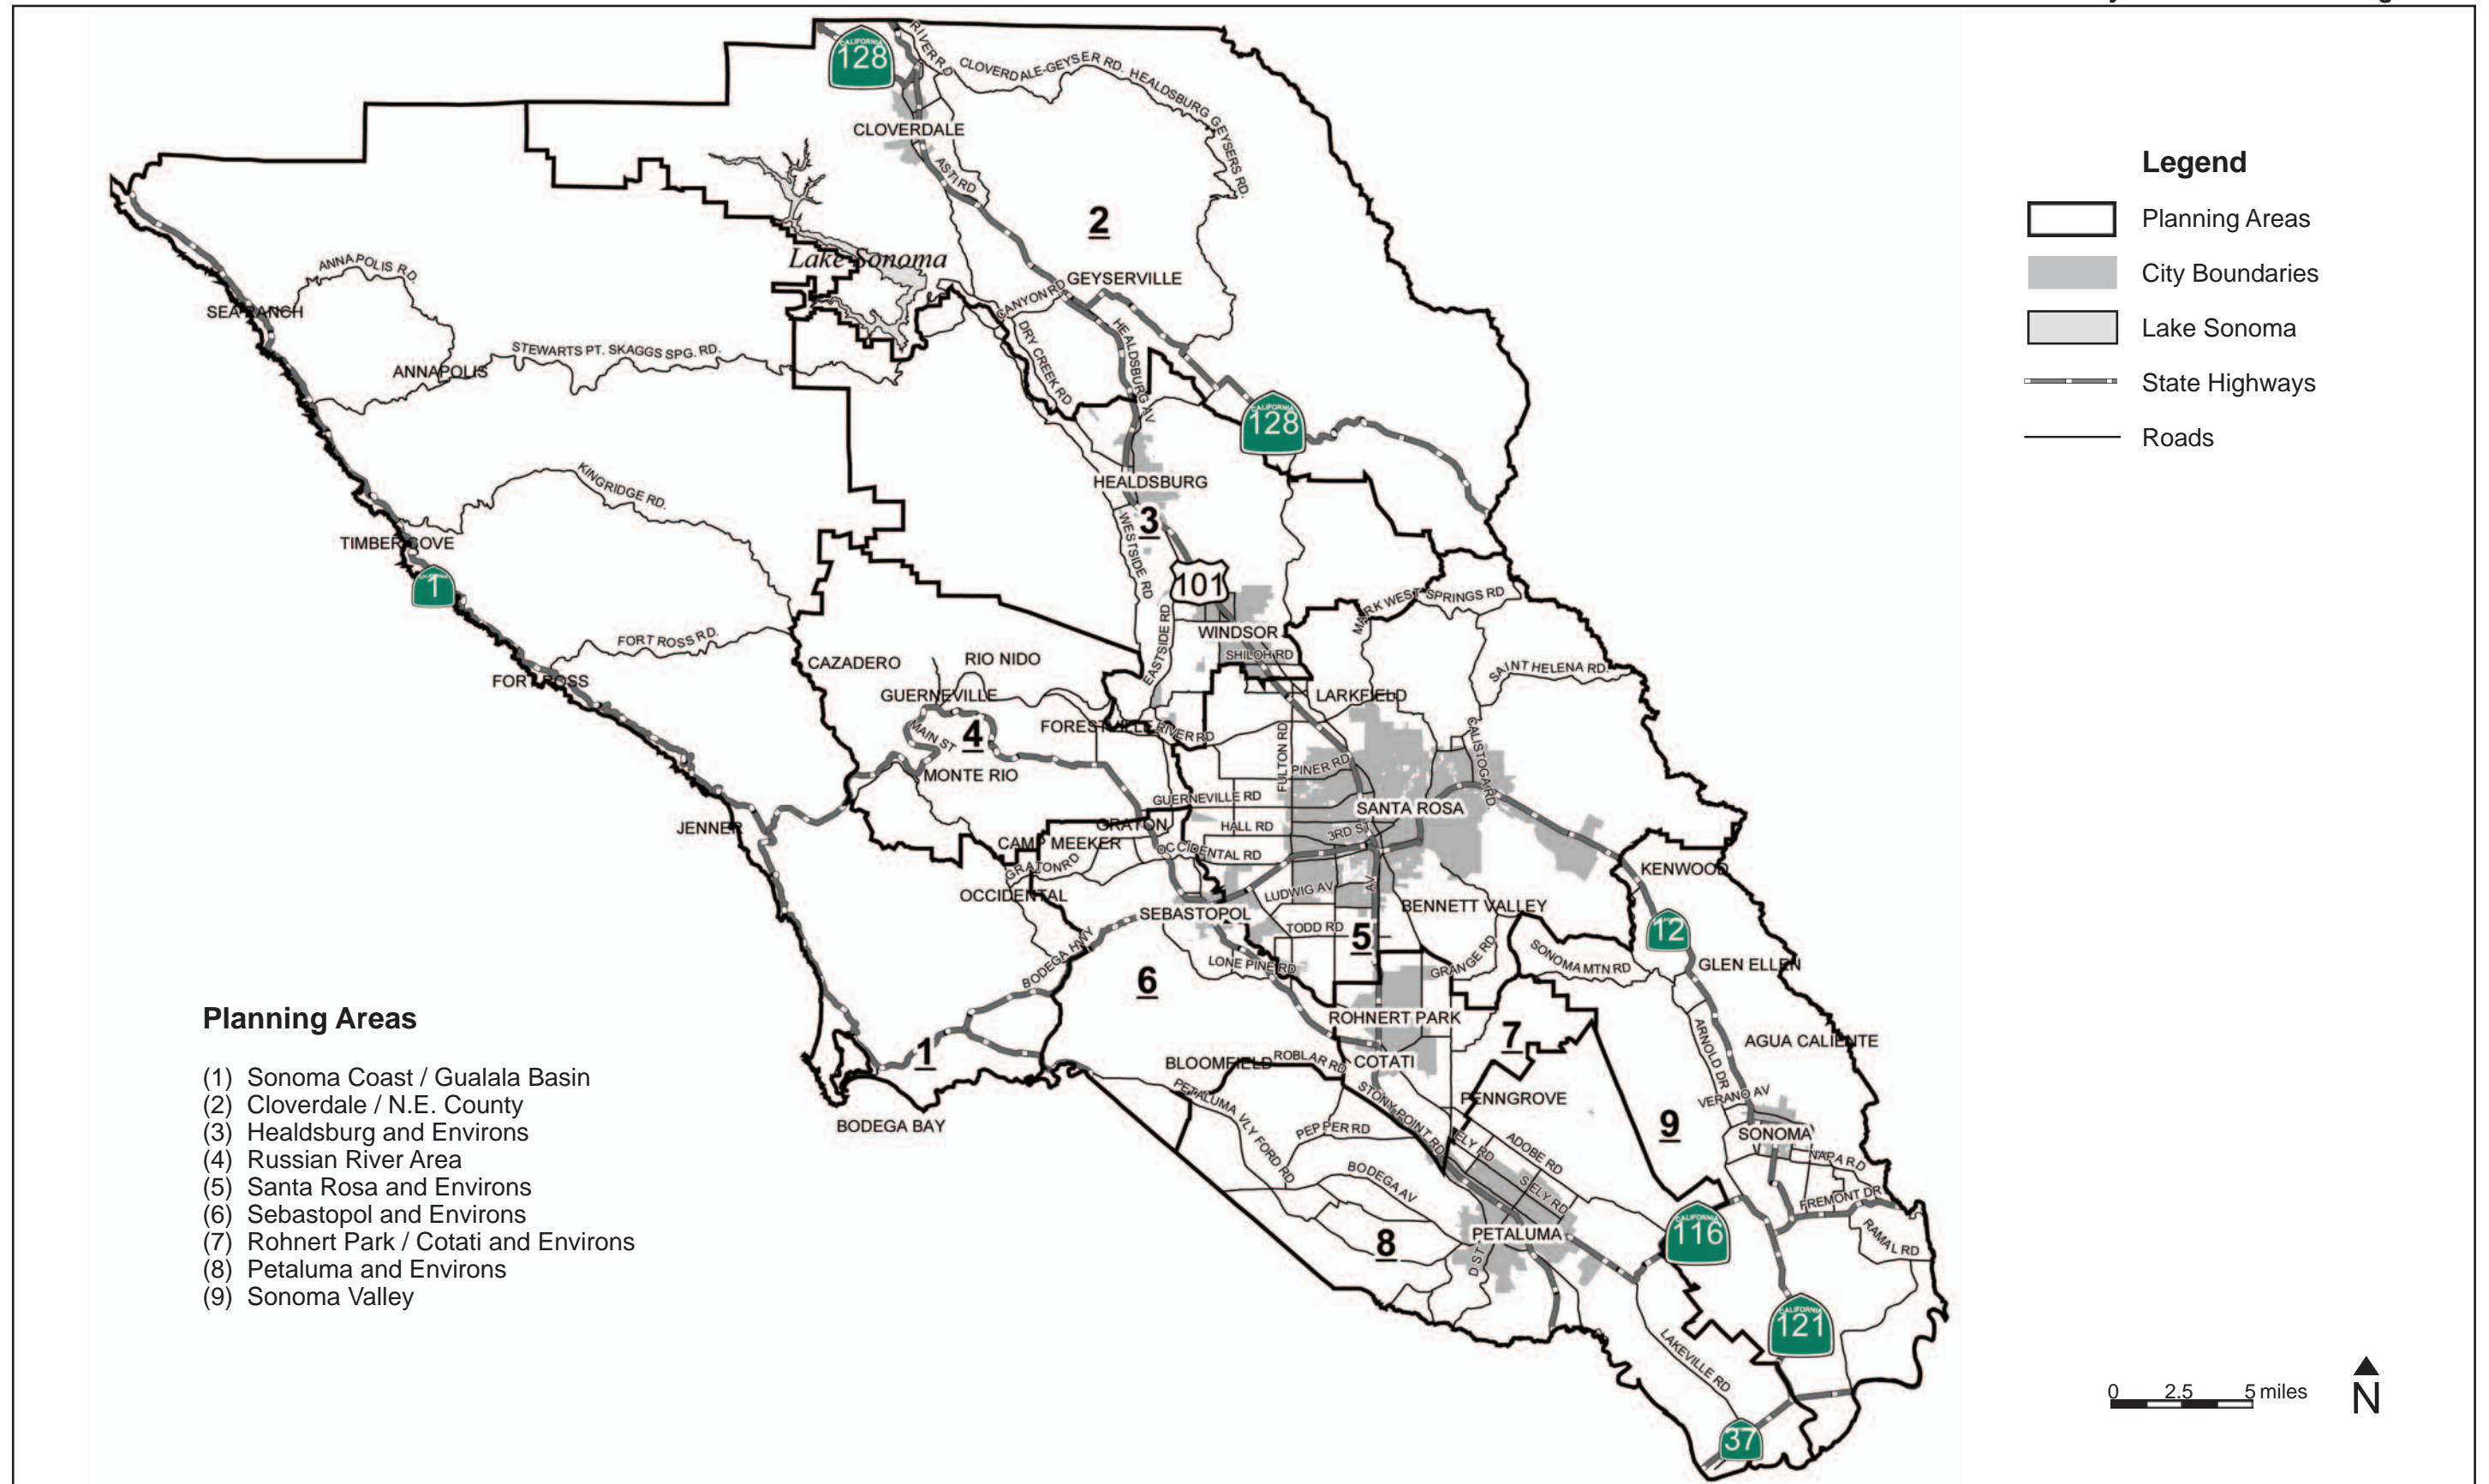 128
CALIFORNIA
RIVER RD
CLOVERDALE-GEYSER RD.
HEALDSBURG GEYSERS RD.
CLOVERDALE
ASTI RD
2
Lake Sonoma
GEYSERVILLE
CANYON RD
ANNAPOLIS RD.
SEA RANCH
DRY CREEK RD
HEALDSBURG AV
STEWARTS PT. SKAGGS SPG. RD.
ANNAPOLIS
CALIFORNIA
128
KINGRIDGE RD.
HEALDSBURG
3
WESTSIDE RD
TIMBER COVE
1
101
MARK WEST SPRINGS RD
EASTSIDE RD
WINDSOR
SHILOH RD
FORT ROSS RD.
CAZADERO
RIO NIDO
SAINT HELENA RD.
FORT ROSS
GUERNEVILLE
LARKFIELD
FORESTVILLE
RIVER RD
MAIN ST
4
FULTON RD
CALISTOGA RD
MONTE RIO
PINER RD
GUERNEVILLE RD
SANTA ROSA
JENNER
GRATON
HALL RD
3RD ST
CAMP MEEKER
OCCIDENTAL RD
GRATON RD
KENWOOD
OCCIDENTAL
LUDWIG AV
AV
SEBASTOPOL
BENNETT VALLEY
TODD RD
5
12
BODEGA HWY
LONE PINE RD
GRANGE RD
SONOMA MTN RD
GLEN ELLEN
6
ROHNERT PARK
7
ARNOLD DR
AGUA CALIENTE
1
BLOOMFIELD
ROBLAR RD
COTATI
PETALUMA VLY FORD RD
STONY POINT RD
PENNGROVE
VERANO AV
BODEGA BAY
PEPPER RD
ELY RD
ADOBE RD
9
SONOMA
NAPA RD
BODEGA AV
S ELY RD
FREMONT DR
8
PETALUMA
D ST
CALIFORNIA
116
RAMAL RD
CALIFORNIA
121
LAKEVILLE RD
37
Legend
Planning Areas
City Boundaries
Lake Sonoma
State Highways
Roads
Planning Areas
(1) Sonoma Coast / Gualala Basin
(2) Cloverdale / N.E. County
(3) Healdsburg and Environs
(4) Russian River Area
(5) Santa Rosa and Environs
(6) Sebastopol and Environs
(7) Rohnert Park / Cotati and Environs
(8) Petaluma and Environs
(9) Sonoma Valley
0 2.5 5 miles
N